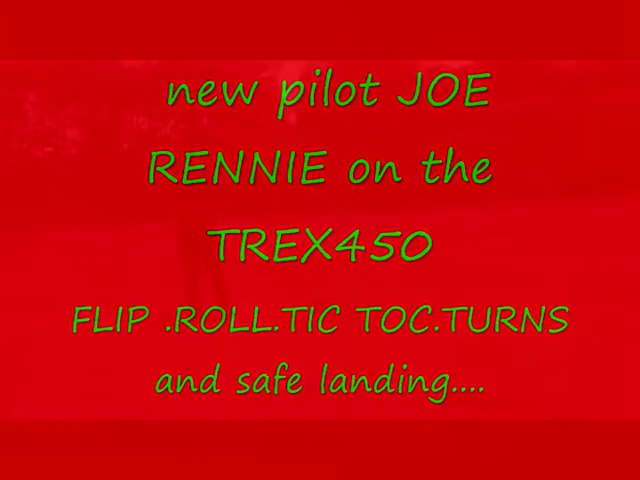 new pilot JOE
RENNIE on the
TREX450
FLIP .ROLL.TIC TOC.TURNS
and safe landing....